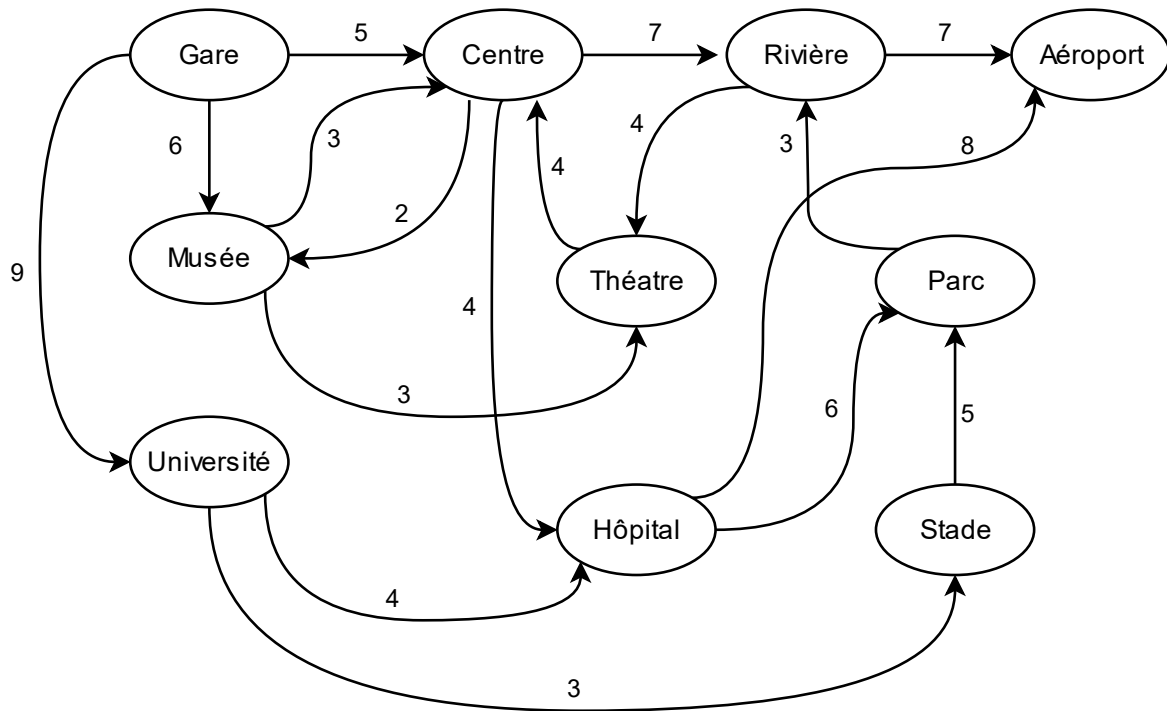 Gare
5
Centre
7
Rivière
7
Aéroport
6
3
4
3
8
4
2
Musée
9
Théatre
Parc
4
3
6
5
Université
Hôpital
Stade
4
3